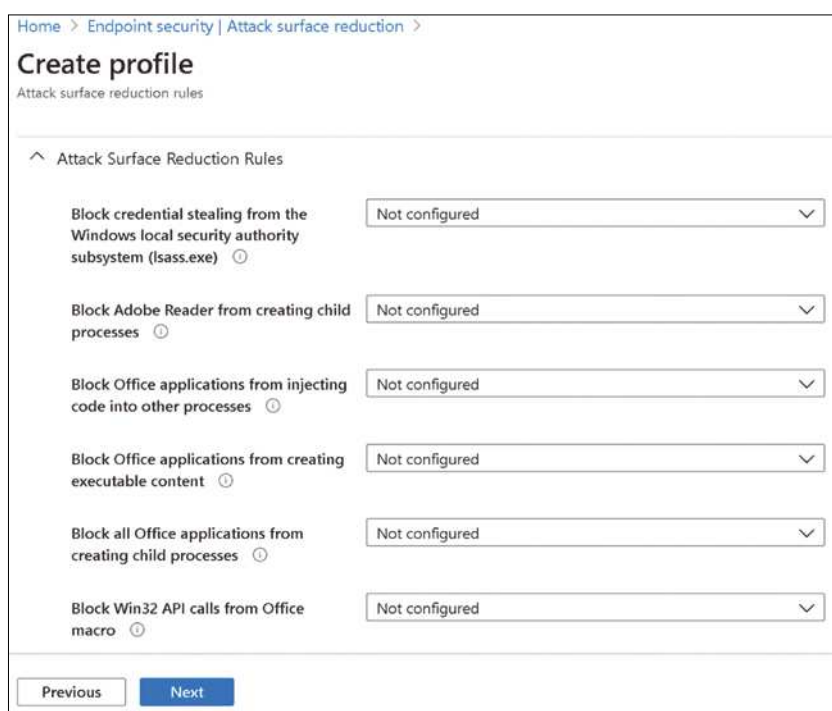 Home > Endpoint security | Attack surface reduction >
Create profile
Attack surface reduction rules
Attack Surface Reduction Rules
Block credential stealing from the
Windows local security authority
subsystem (lsass.exe)
Not configured
Block Adobe Reader from creating child
processes
Not configured
Block Office applications from injecting
code into other processes
Not configured
Block Office applications from creating
executable content
Not configured
Block all Office applications from
creating child processes
Not configured
Block Win32 API calls from Office
macro
Not configured
Previous
Next